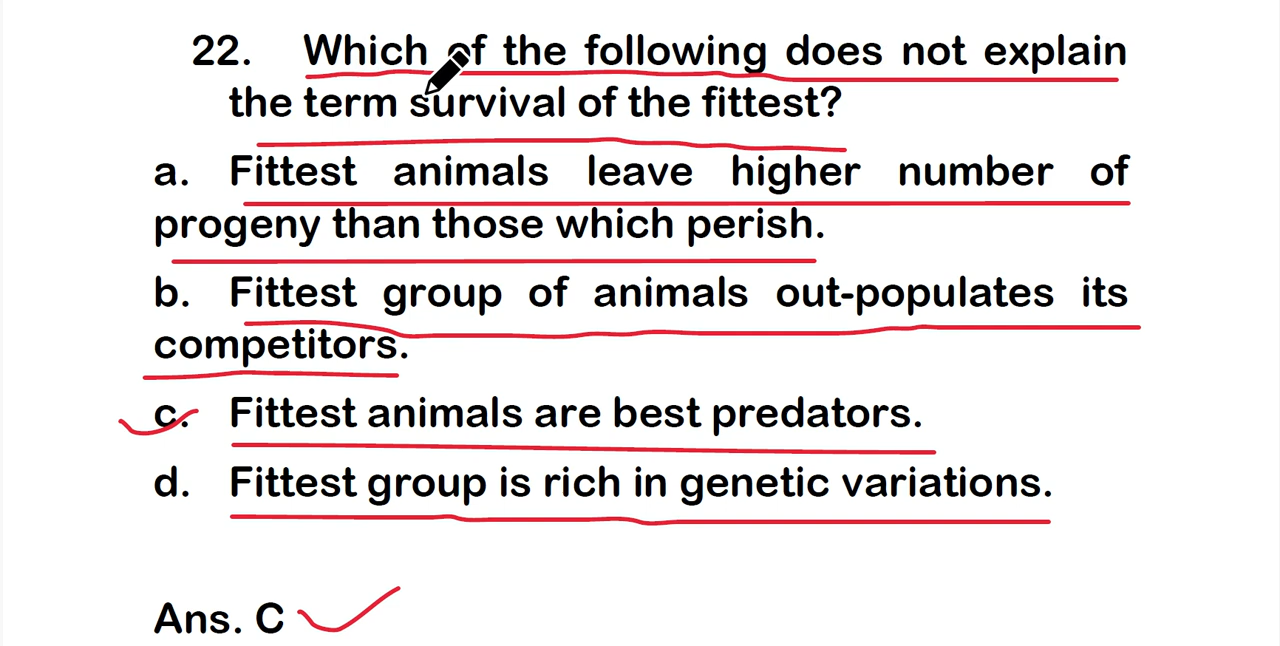 22. Which of the following does not explain
the term survival of the fittest?
a. Fittest animals leave higher number of
progeny than those which perish.
b. Fittest group of animals out-populates its
competitors.
c. Fittest animals are best predators.
d. Fittest group is rich in genetic variations.
Ans. C